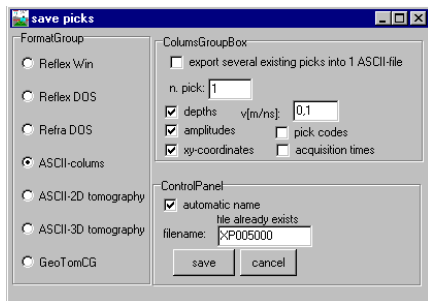 save picks
FormatGroup
Reflex Win
Reflex DOS
Refra DOS
ASCII-colums
ASCII-2D tomography
ASCII-3D tomography
GeoTomCG
ColumsGroupBox
export several existing picks into 1 ASCII-file
n. pick: 1
depths v[m/ns]: 0,1
amplitudes pick codes
xy-coordinates acquisition times
ControlPanel
automatic name
file already exists
filename: XP005000
save cancel